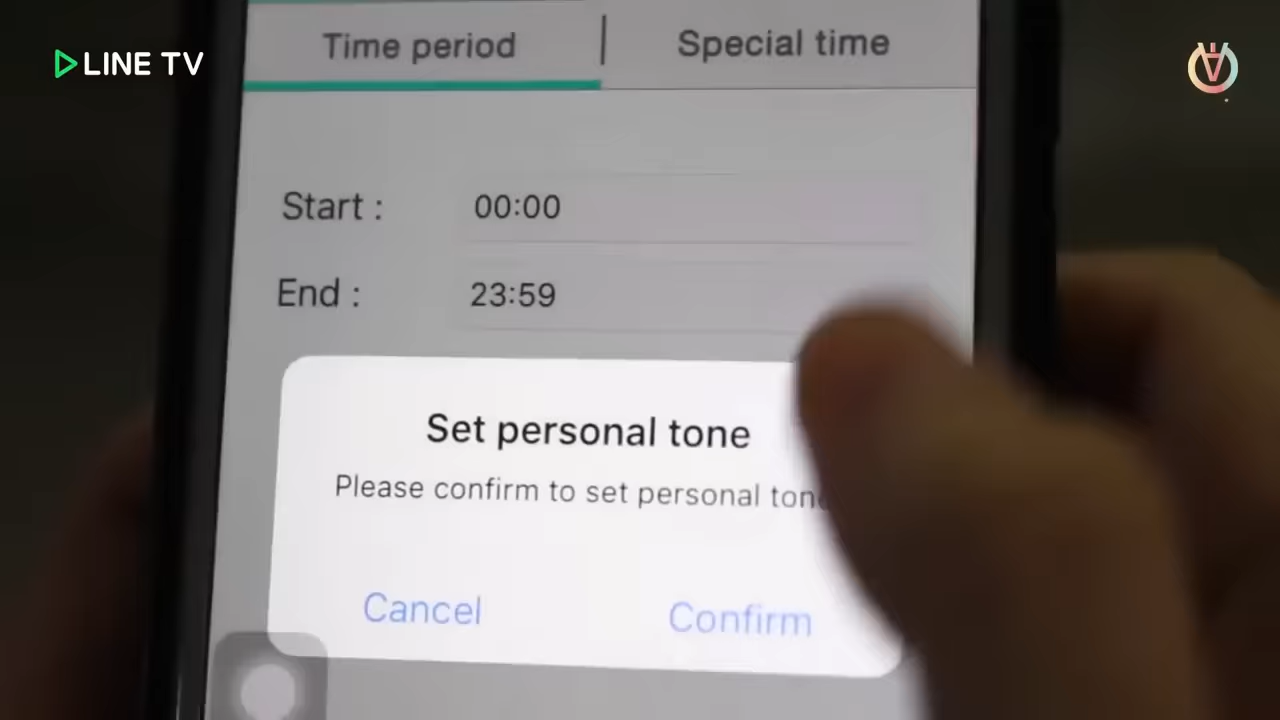 LINE TV
Time period
Special time
Start :
00:00
End :
23:59
Set personal tone
Please confirm to set personal
Cancel
Confirm